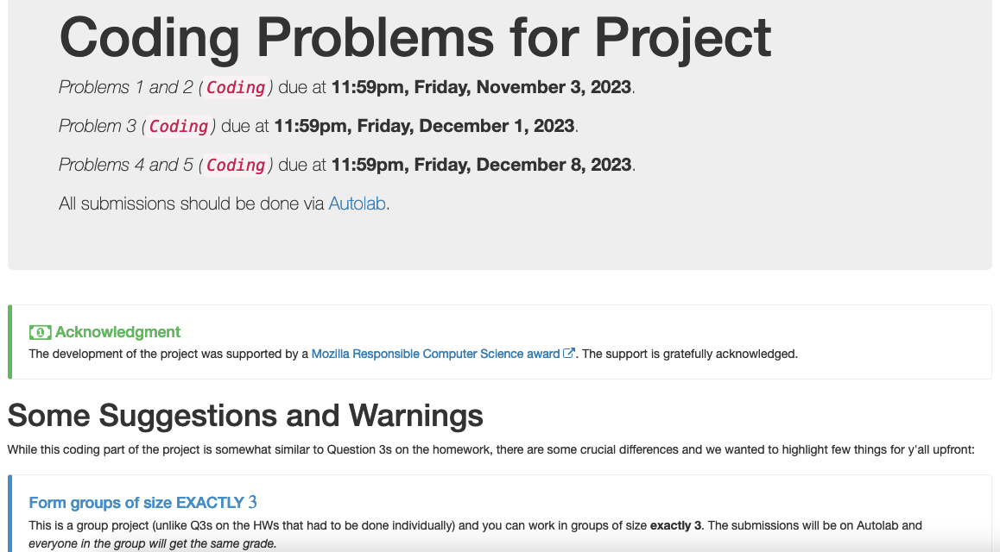 Coding Problems for Project
Problems 1 and 2 (Coding) due at 11:59pm, Friday, November 3, 2023.
Problem 3 (Coding) due at 11:59pm, Friday, December 1, 2023.
Problems 4 and 5 (Coding) due at 11:59pm, Friday, December 8, 2023.
All submissions should be done via Autolab.
Acknowledgment
The development of the project was supported by a Mozilla Responsible Computer Science award. The support is gratefully acknowledged.
Some Suggestions and Warnings
While this coding part of the project is somewhat similar to Question 3s on the homework, there are some crucial differences and we wanted to highlight few things for y'all upfront:
Form groups of size EXACTLY 3
This is a group project (unlike Q3s on the HWs that had to be done individually) and you can work in groups of size exactly 3. The submissions will be on Autolab and
everyone in the group will get the same grade.